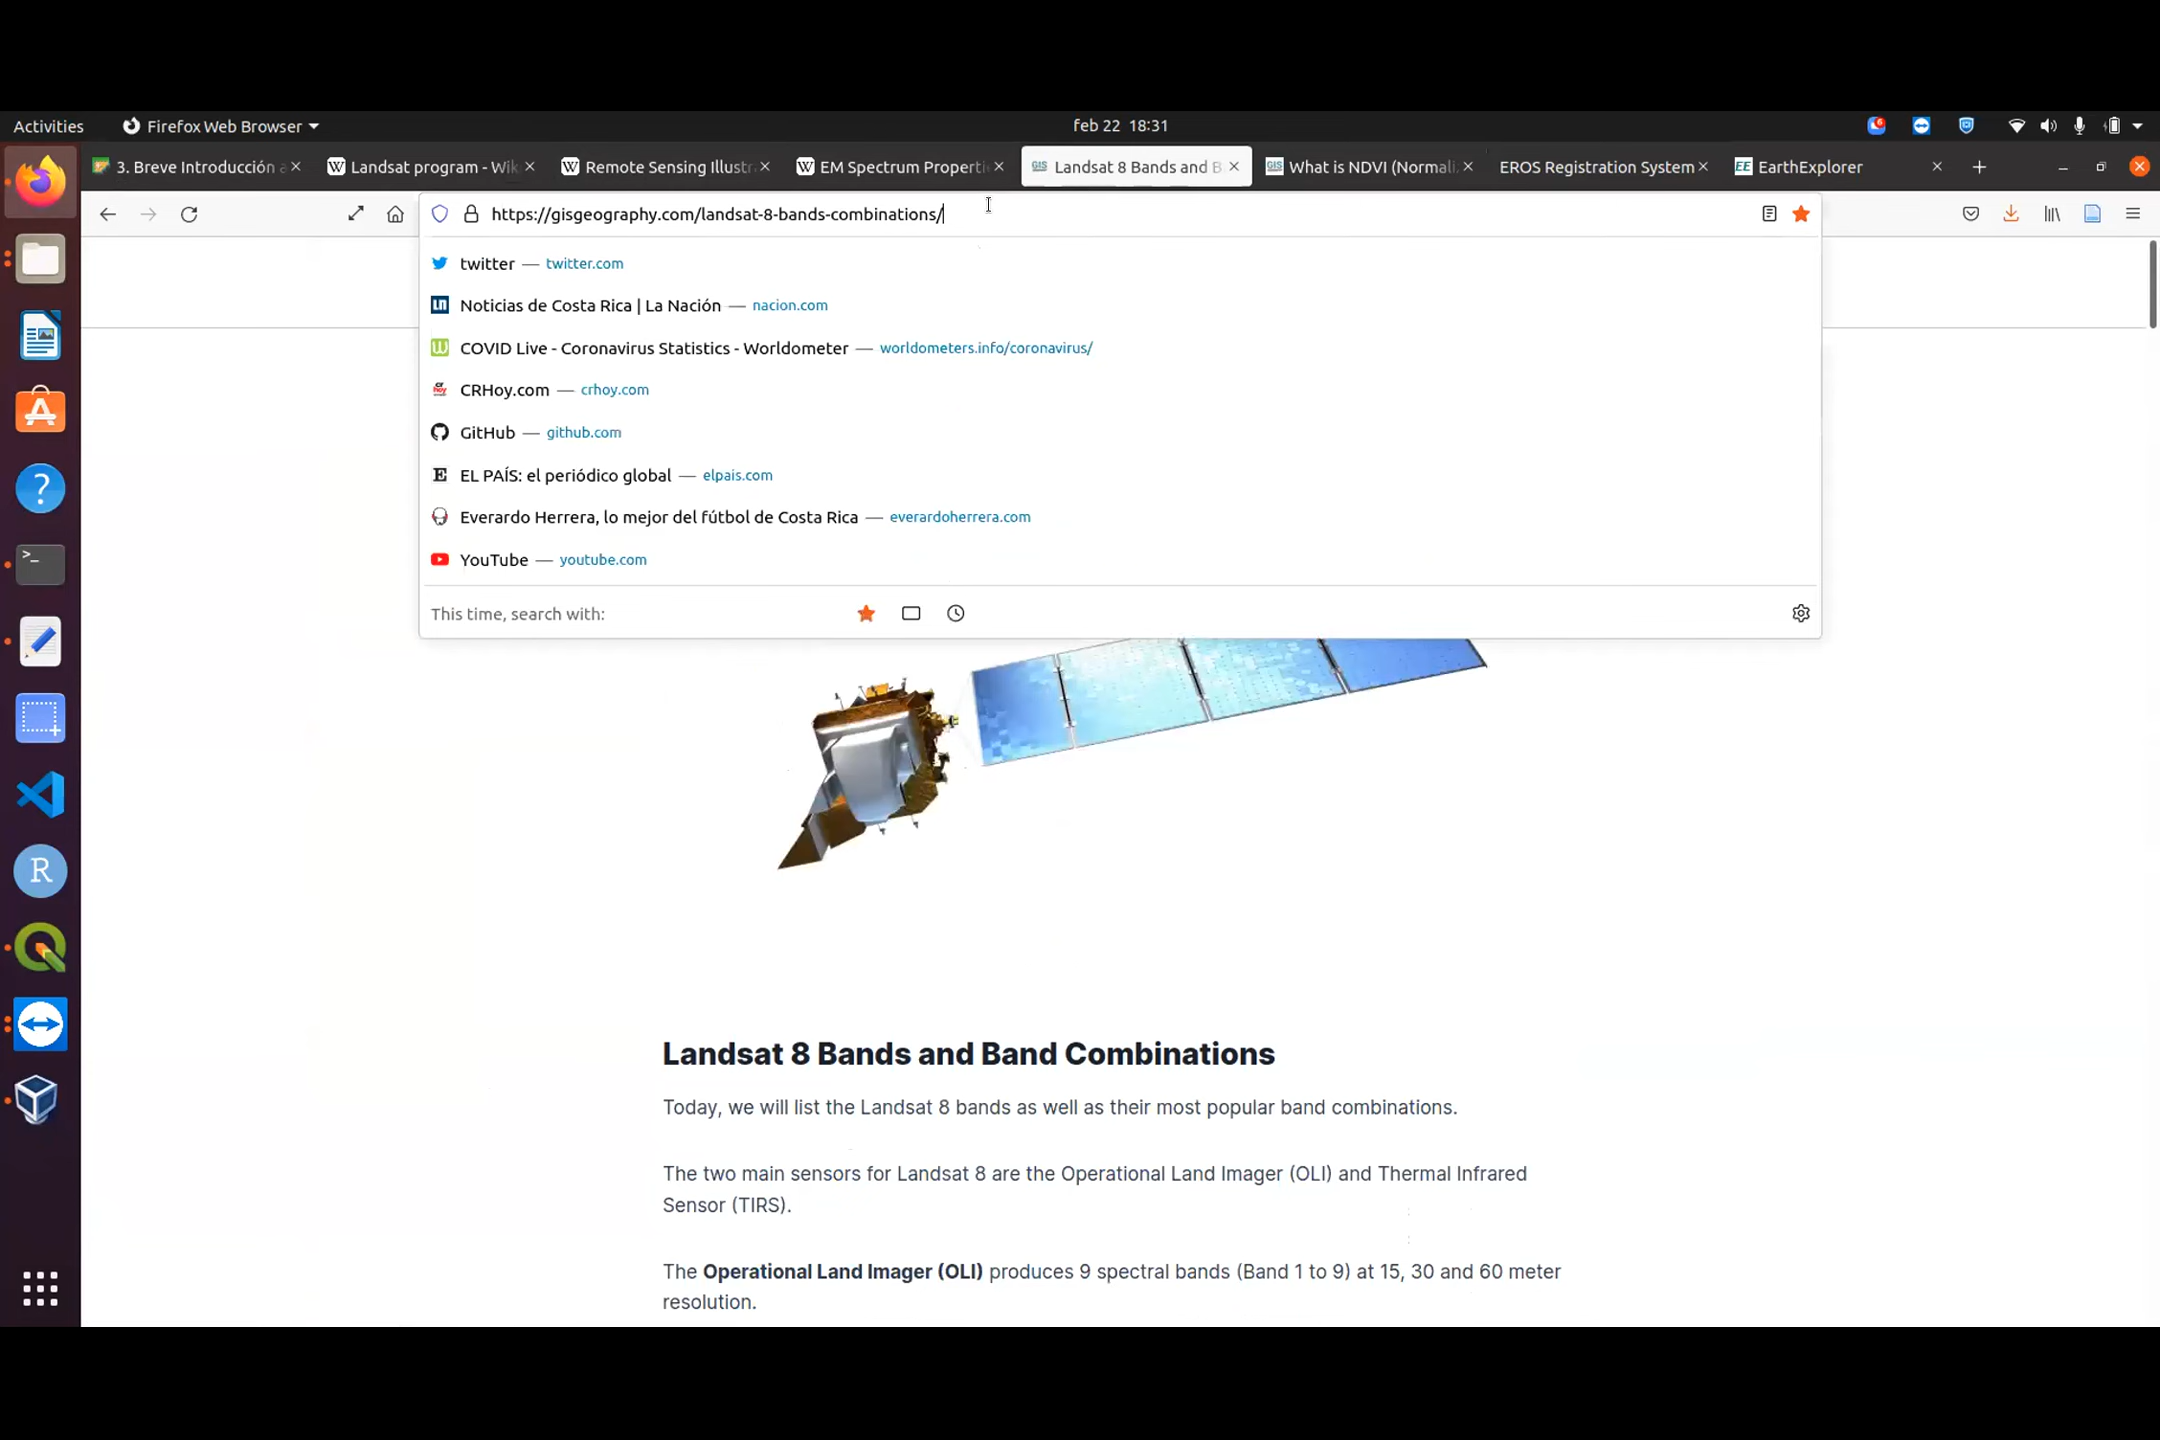 Activities
Firefox Web Browser
feb 22 18:31
3. Breve Introducción a
Landsat program - Wik
Remote Sensing Illustr
EM Spectrum Properti
GIS
Landsat 8 Bands and B
GIS
What is NDVI (Normali
EROS Registration System
EE
EarthExplorer
https://gisgeography.com/landsat-8-bands-combinations/
twitter — twitter.com
Noticias de Costa Rica | La Nación — nacion.com
COVID Live - Coronavirus Statistics - Worldometer — worldometers.info/coronavirus/
CRHoy.com — crhoy.com
GitHub — github.com
EL PAÍS: el periódico global — elpais.com
Everardo Herrera, lo mejor del fútbol de Costa Rica — everardoherrera.com
YouTube — youtube.com
This time, search with:
Landsat 8 Bands and Band Combinations
Today, we will list the Landsat 8 bands as well as their most popular band combinations.
The two main sensors for Landsat 8 are the Operational Land Imager (OLI) and Thermal Infrared
Sensor (TIRS).
The Operational Land Imager (OLI) produces 9 spectral bands (Band 1 to 9) at 15, 30 and 60 meter
resolution.